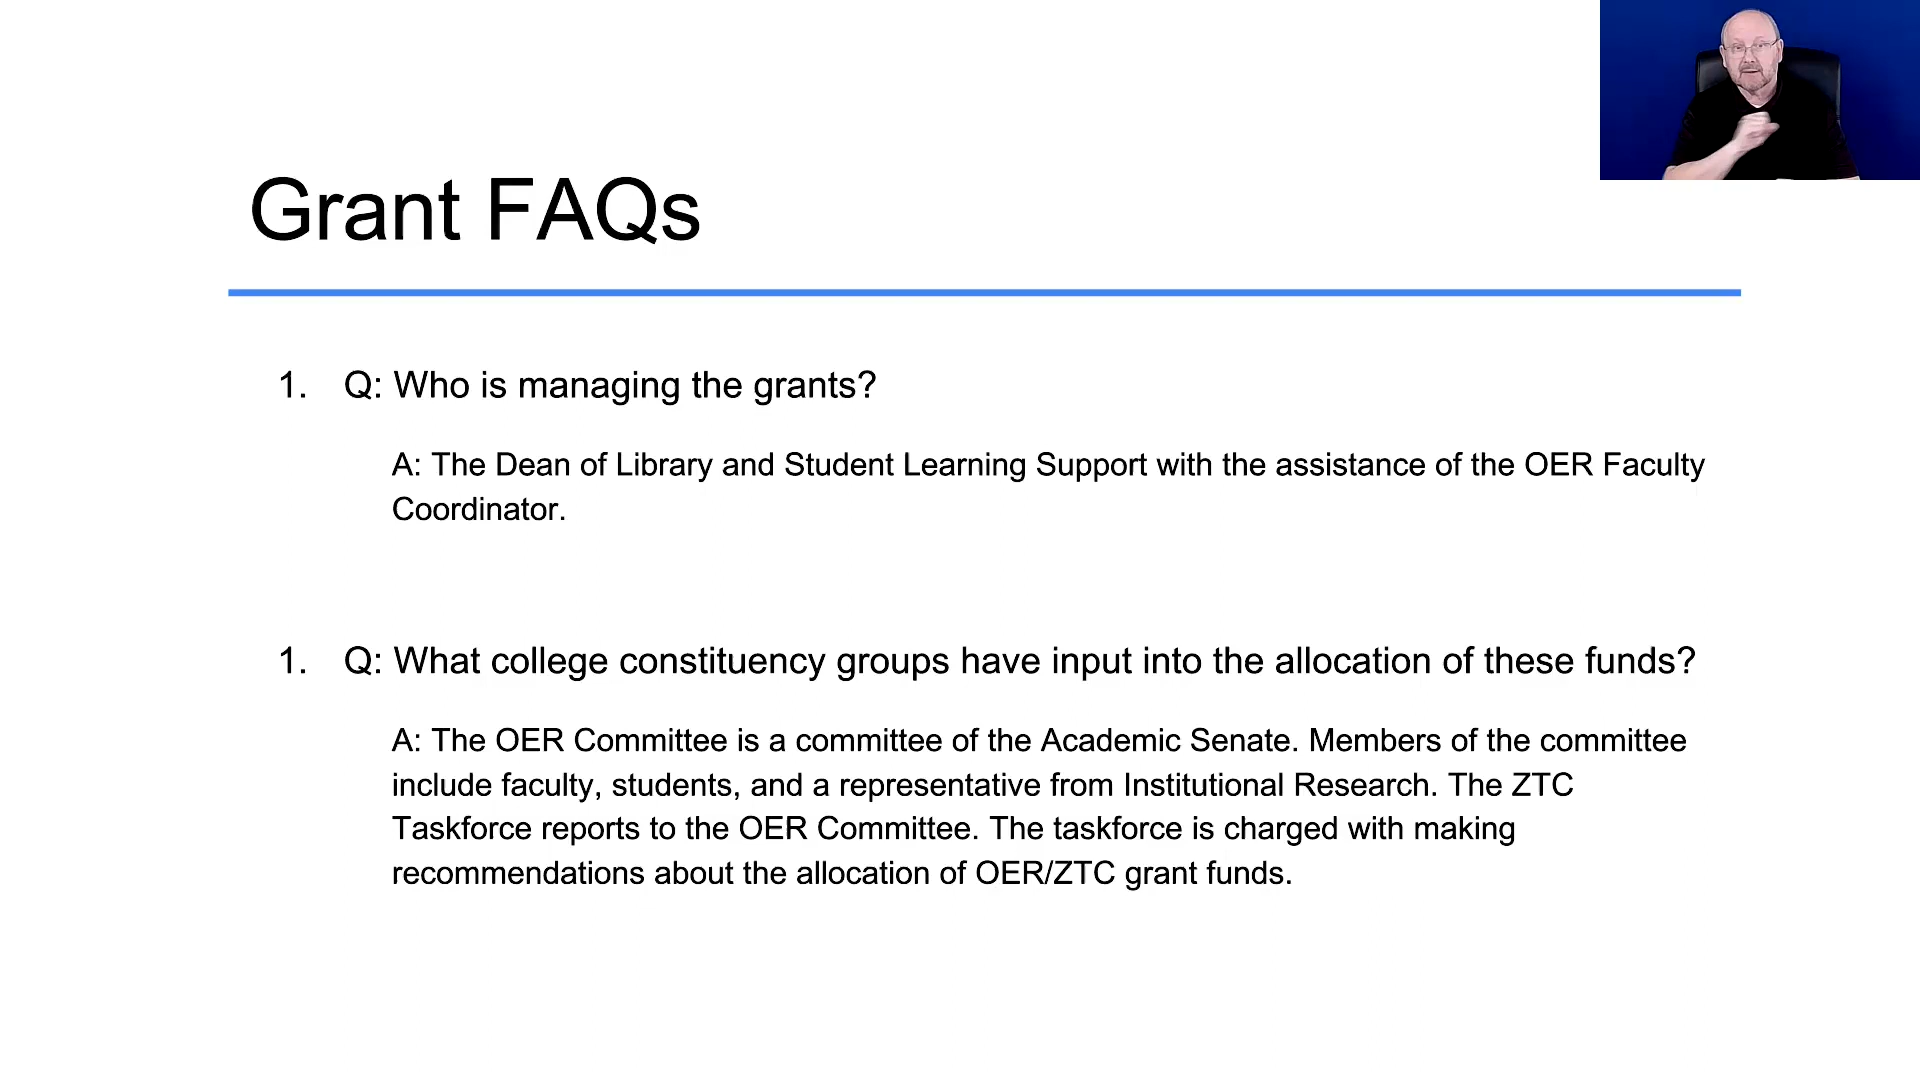 Grant FAQs
1. Q: Who is managing the grants?
A: The Dean of Library and Student Learning Support with the assistance of the OER Faculty
Coordinator.
1. Q: What college constituency groups have input into the allocation of these funds?
A: The OER Committee is a committee of the Academic Senate. Members of the committee
include faculty, students, and a representative from Institutional Research. The ZTC
Taskforce reports to the OER Committee. The taskforce is charged with making
recommendations about the allocation of OER/ZTC grant funds.